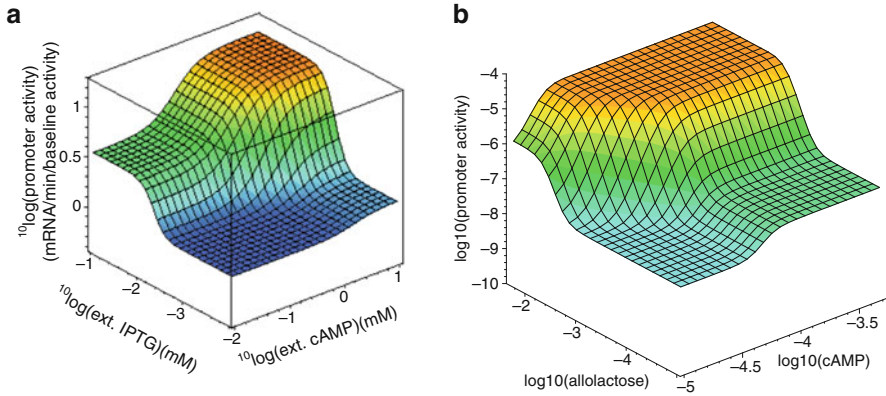 a
¹⁰log(promoter activity)
(mRNA/min/baseline activity)
1
0.5
0
−1
−2
−3
−2
−1
0
1
¹⁰log(ext. IPTG)(mM)
¹⁰log(ext. cAMP)(mM)
b
log10(promoter activity)
−4
−5
−6
−7
−8
−9
−10
−2
−3
−4
−5
−4.5
−4
−3.5
log10(allolactose)
log10(cAMP)